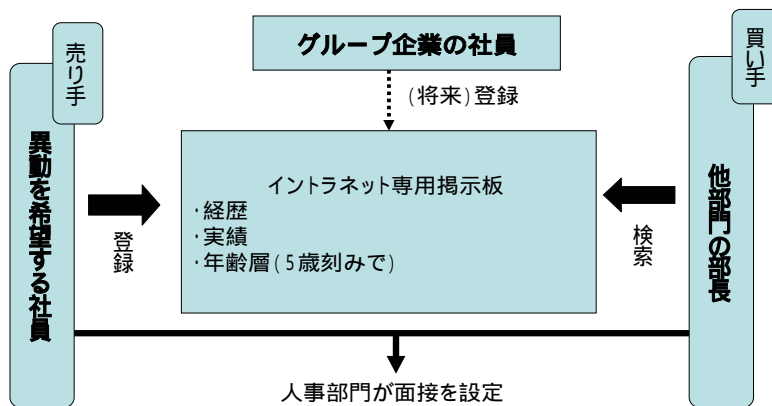 グループ企業の社員
売り手
買い手
(将来)登録
異動を希望する社員
登録
イントラネット専用掲示板
・経歴
・実績
・年齢層(5歳刻みで)
検索
他部門の部長
人事部門が面接を設定